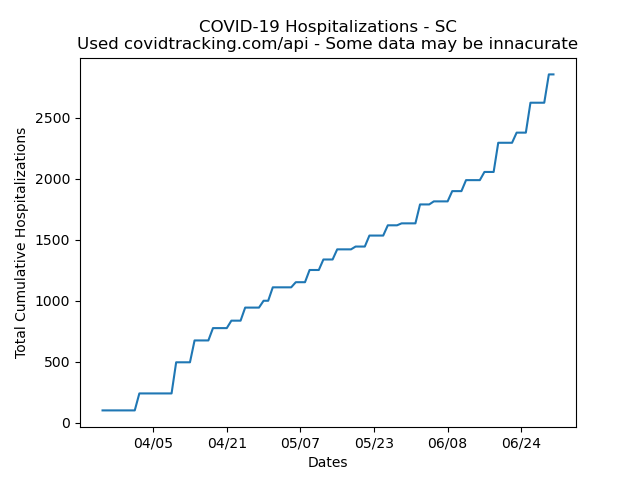 COVID-19 Hospitalizations - SC
Used covidtracking.com/api - Some data may be innacurate
Total Cumulative Hospitalizations
2500
2000
1500
1000
500
0
04/05 04/21 05/07 05/23 06/08 06/24
Dates